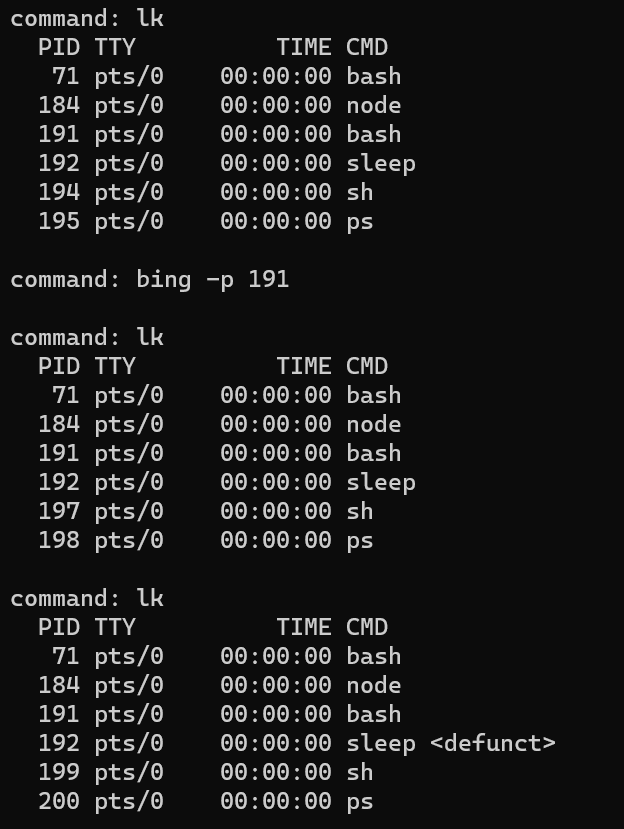 command: lk
  PID TTY          TIME CMD
   71 pts/0    00:00:00 bash
  184 pts/0    00:00:00 node
  191 pts/0    00:00:00 bash
  192 pts/0    00:00:00 sleep
  194 pts/0    00:00:00 sh
  195 pts/0    00:00:00 ps

command: bing -p 191

command: lk
  PID TTY          TIME CMD
   71 pts/0    00:00:00 bash
  184 pts/0    00:00:00 node
  191 pts/0    00:00:00 bash
  192 pts/0    00:00:00 sleep
  197 pts/0    00:00:00 sh
  198 pts/0    00:00:00 ps

command: lk
  PID TTY          TIME CMD
   71 pts/0    00:00:00 bash
  184 pts/0    00:00:00 node
  191 pts/0    00:00:00 bash
  192 pts/0    00:00:00 sleep <defunct>
  199 pts/0    00:00:00 sh
  200 pts/0    00:00:00 ps